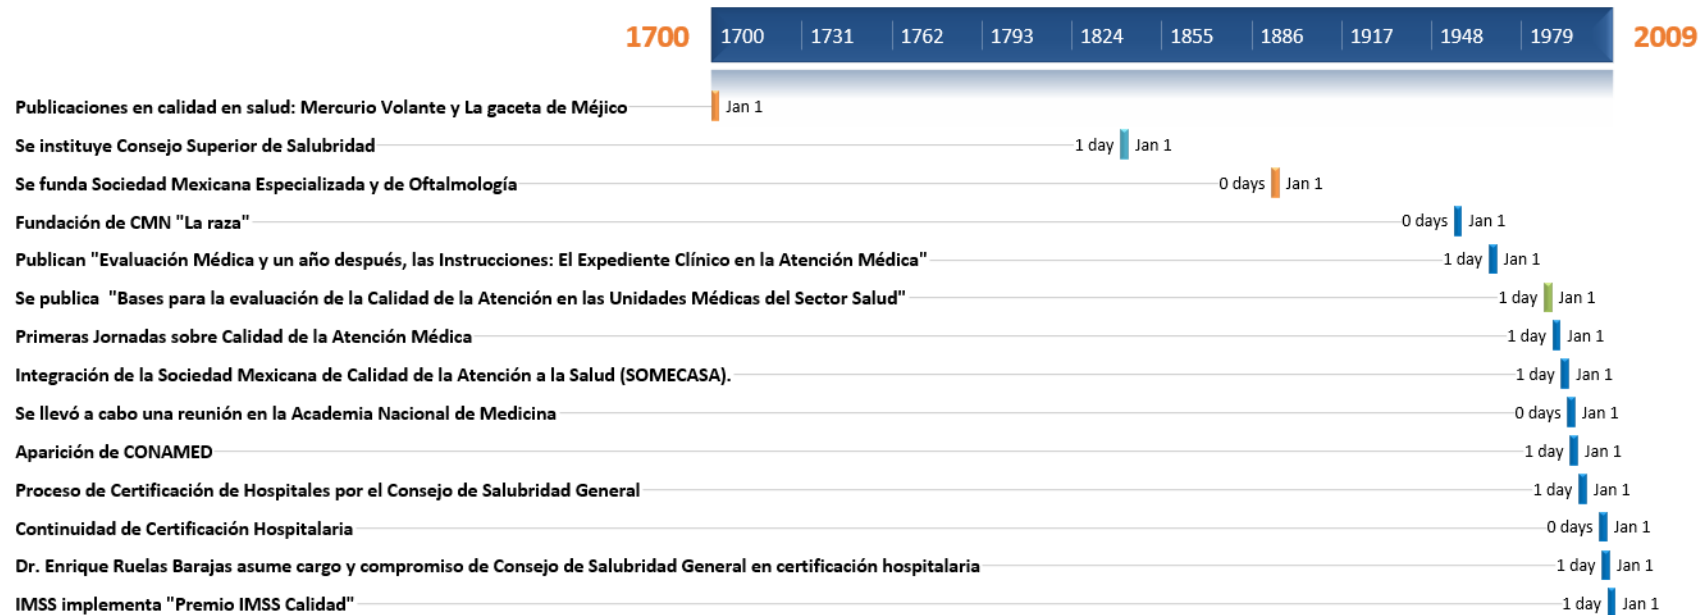 1700 1700 1731 1762 1793 1824 1855 1886 1917 1948 1979 2009
Publicaciones en calidad en salud: Mercurio Volante y La gaceta de Méjico Jan 1
Se instituye Consejo Superior de Salubridad 1 day Jan 1
Se funda Sociedad Mexicana Especializada y de Oftalmología 0 days Jan 1
Fundación de CMN "La raza" 0 days Jan 1
Publican "Evaluación Médica y un año después, las Instrucciones: El Expediente Clínico en la Atención Médica" 1 day Jan 1
Se publica "Bases para la evaluación de la Calidad de la Atención en las Unidades Médicas del Sector Salud" 1 day Jan 1
Primeras Jornadas sobre Calidad de la Atención Médica 1 day Jan 1
Integración de la Sociedad Mexicana de Calidad de la Atención a la Salud (SOMECASA). 1 day Jan 1
Se llevó a cabo una reunión en la Academia Nacional de Medicina 0 days Jan 1
Aparición de CONAMED 1 day Jan 1
Proceso de Certificación de Hospitales por el Consejo de Salubridad General 1 day Jan 1
Continuidad de Certificación Hospitalaria 0 days Jan 1
Dr. Enrique Ruelas Barajas asume cargo y compromiso de Consejo de Salubridad General en certificación hospitalaria 1 day Jan 1
IMSS implementa "Premio IMSS Calidad" 1 day Jan 1